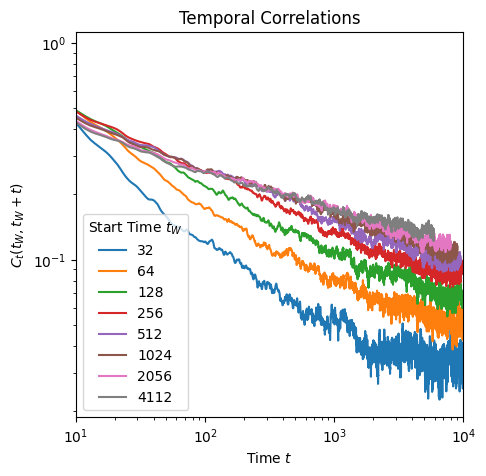 Temporal Correlations
10⁰
10⁻¹
Cₜ(t_W, t_W + t)
Start Time t_W
32
64
128
256
512
1024
2056
4112
10¹ 10² 10³ 10⁴
Time t